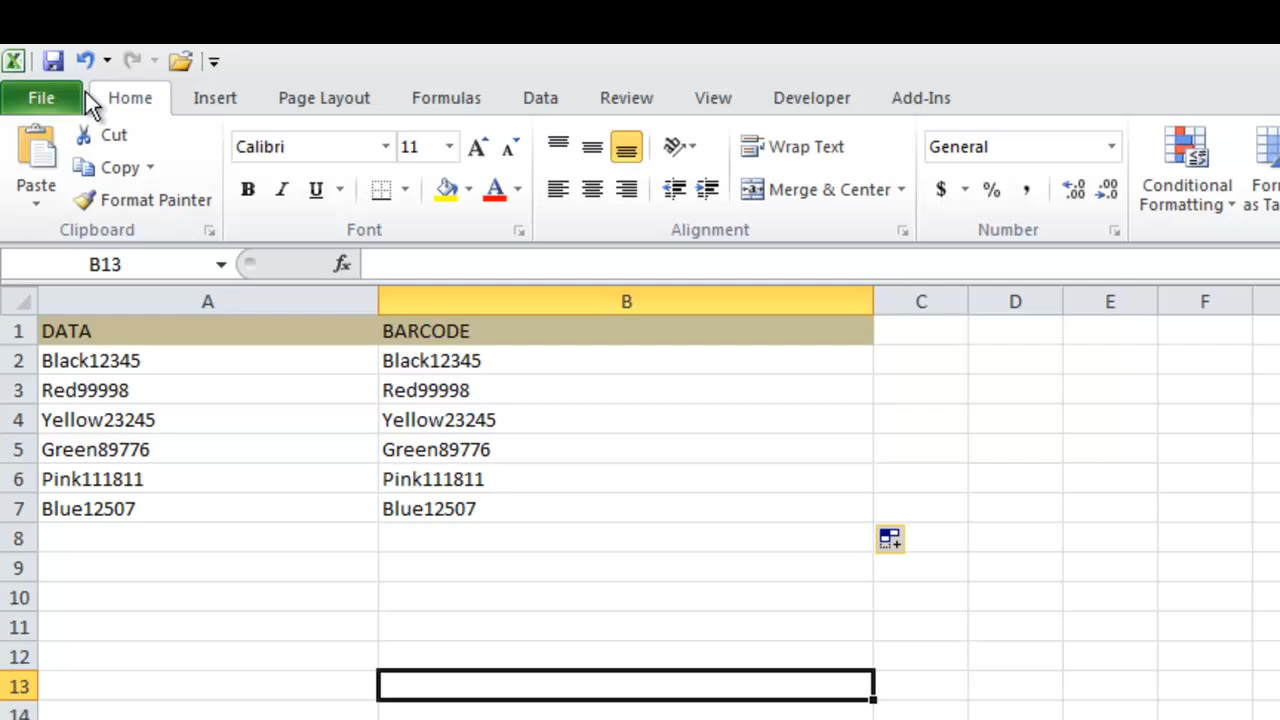 File Home Insert Page Layout Formulas Data Review View Developer Add-Ins
Cut
Copy
Format Painter
Paste
Clipboard
Calibri 11
B I U A
Font
Wrap Text
Merge & Center
Alignment
General
$ % ,
Number
Conditional
Formatting
For
as Ta
B13 fx
A B C D E F
1 DATA BARCODE
2 Black12345 Black12345
3 Red99998 Red99998
4 Yellow23245 Yellow23245
5 Green89776 Green89776
6 Pink111811 Pink111811
7 Blue12507 Blue12507
8
9
10
11
12
13
14